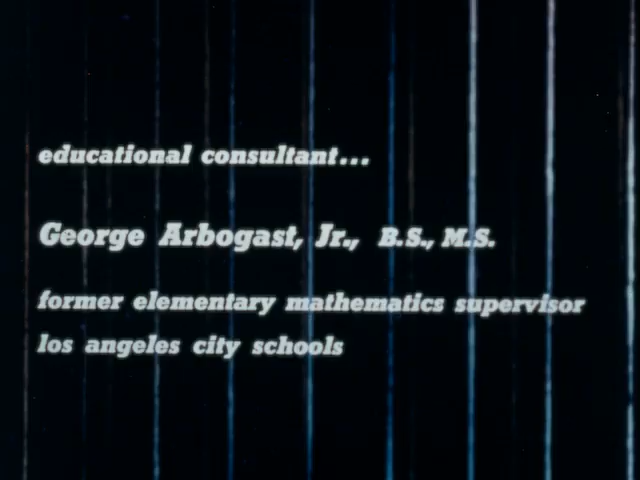 educational consultant...
George Arbogast, Jr., B.S., M.S.
former elementary mathematics supervisor
los angeles city schools